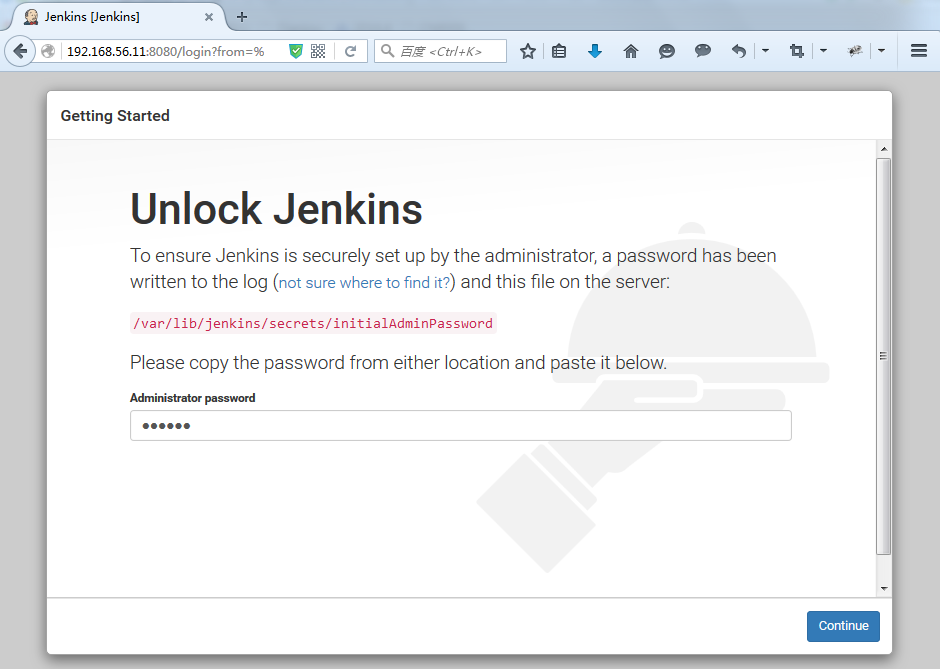 Jenkins [Jenkins]
192.168.56.11:8080/login?from=%
百度 <Ctrl+K>
Getting Started
Unlock Jenkins
To ensure Jenkins is securely set up by the administrator, a password has been
written to the log (not sure where to find it?) and this file on the server:
/var/lib/jenkins/secrets/initialAdminPassword
Please copy the password from either location and paste it below.
Administrator password
••••••
Continue